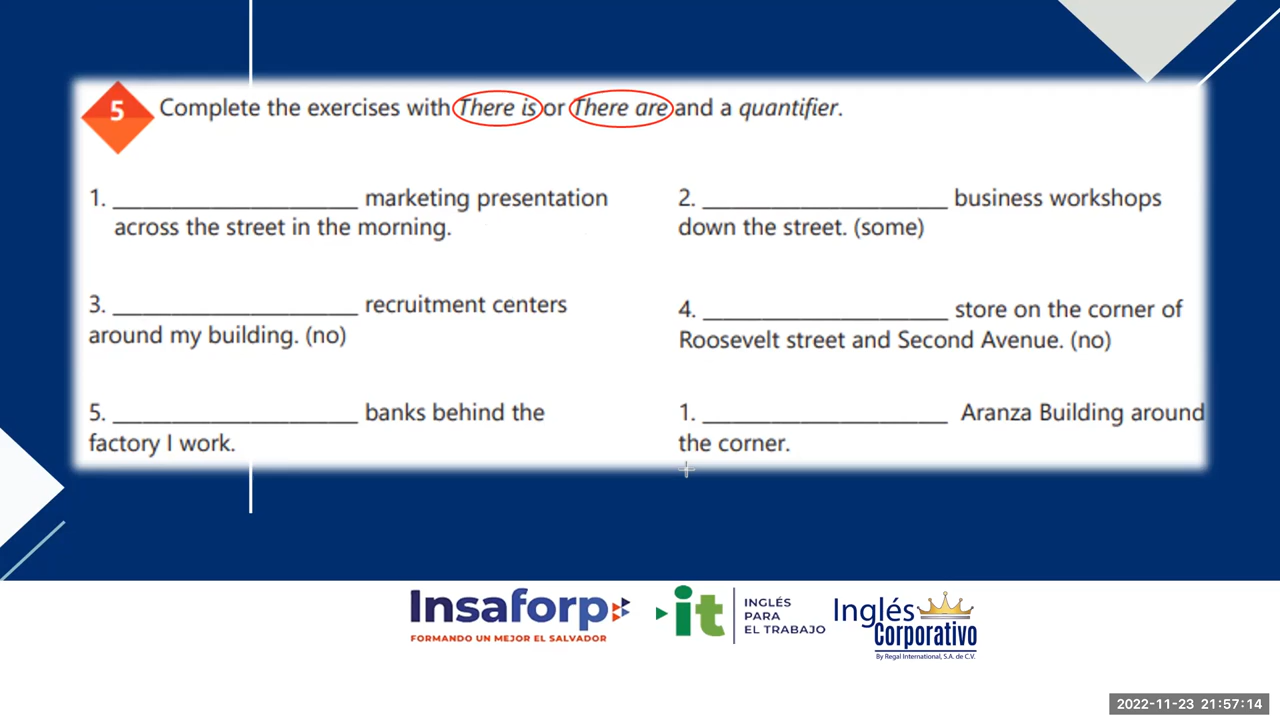 5 Complete the exercises with There is or There are and a quantifier.
1. ____________________ marketing presentation
across the street in the morning.
2. ____________________ business workshops
down the street. (some)
3. ____________________ recruitment centers
around my building. (no)
4. ____________________ store on the corner of
Roosevelt street and Second Avenue. (no)
5. ____________________ banks behind the
factory I work.
1. ____________________ Aranza Building around
the corner.
Insaforp
FORMANDO UN MEJOR EL SALVADOR
it
INGLÉS
PARA
EL TRABAJO
Inglés
Corporativo
By Regal International, S.A. de C.V.
2022-11-23 21:57:14